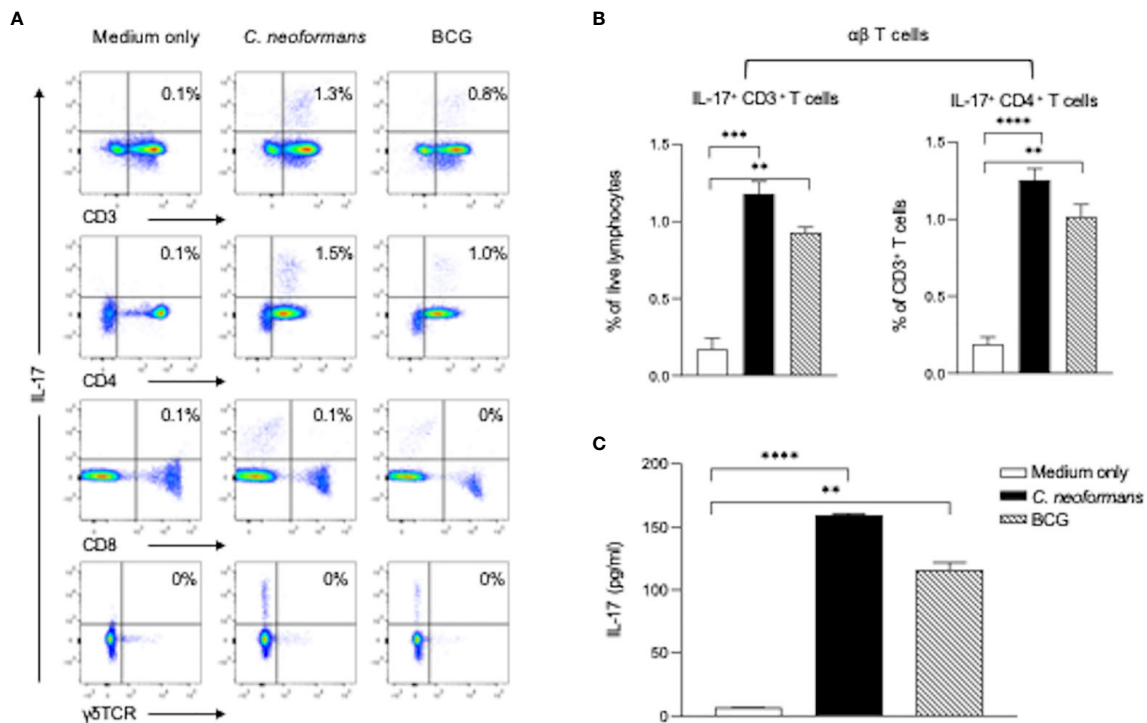 A
Medium only C. neoformans BCG
0.1% 1.3% 0.8%
CD3
0.1% 1.5% 1.0%
CD4
0.1% 0.1% 0%
CD8
0% 0% 0%
γδTCR
IL-17
B
αβ T cells
IL-17⁺ CD3⁺ T cells IL-17⁺ CD4⁺ T cells
*** **** 
** **
1.5 1.5
1.0 1.0
0.5 0.5
0.0 0.0
% of live lymphocytes
% of CD3⁺ T cells
C
****
**
200
150
100
50
0
IL-17 (pg/ml)
Medium only
C. neoformans
BCG